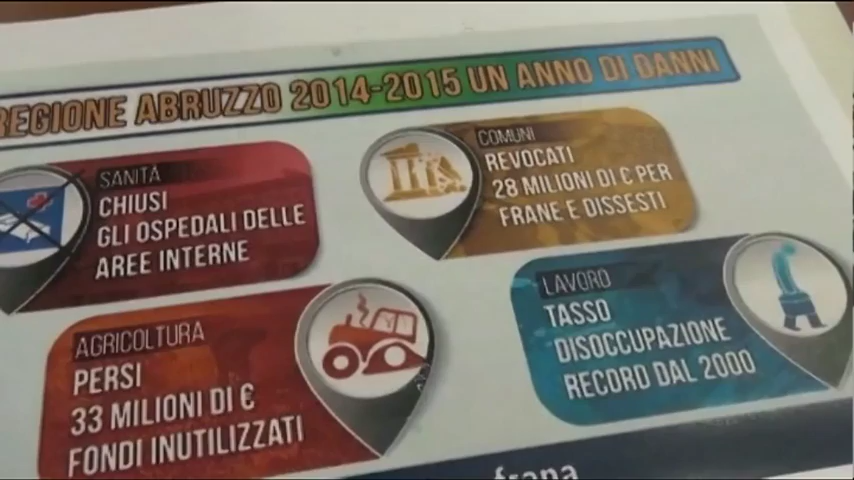 REGIONE ABRUZZO 2014-2015 UN ANNO DI DANNI
SANITÀ
CHIUSI
GLI OSPEDALI DELLE
AREE INTERNE
COMUNI
REVOCATI
28 MILIONI DI € PER
FRANE E DISSESTI
AGRICOLTURA
PERSI
33 MILIONI DI €
FONDI INUTILIZZATI
LAVORO
TASSO
DISOCCUPAZIONE
RECORD DAL 2000